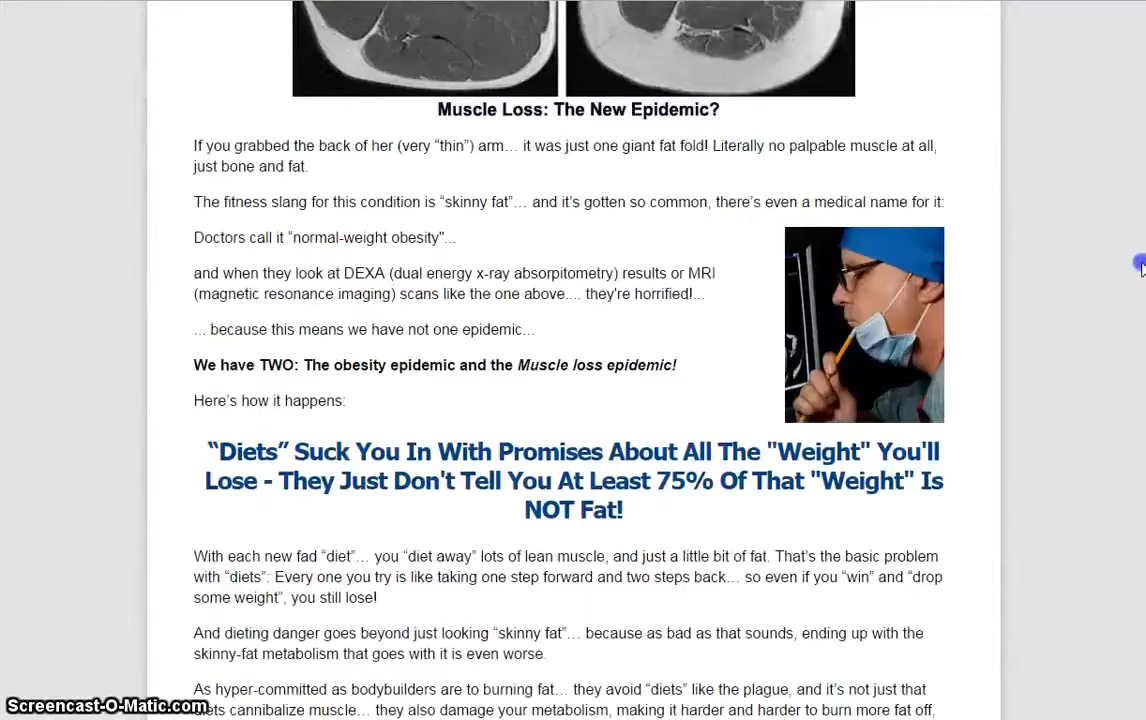 Muscle Loss: The New Epidemic?
If you grabbed the back of her (very “thin”) arm… it was just one giant fat fold! Literally no palpable muscle at all,
just bone and fat.
The fitness slang for this condition is “skinny fat”… and it’s gotten so common, there’s even a medical name for it:
Doctors call it “normal-weight obesity"...
and when they look at DEXA (dual energy x-ray absorpitometry) results or MRI
(magnetic resonance imaging) scans like the one above.... they're horrified!...
... because this means we have not one epidemic...
We have TWO: The obesity epidemic and the Muscle loss epidemic!
Here’s how it happens:
“Diets” Suck You In With Promises About All The "Weight" You'll
Lose - They Just Don't Tell You At Least 75% Of That "Weight" Is
NOT Fat!
With each new fad “diet”… you “diet away” lots of lean muscle, and just a little bit of fat. That’s the basic problem
with “diets”: Every one you try is like taking one step forward and two steps back… so even if you “win” and “drop
some weight”, you still lose!
And dieting danger goes beyond just looking “skinny fat”… because as bad as that sounds, ending up with the
skinny-fat metabolism that goes with it is even worse.
As hyper-committed as bodybuilders are to burning fat… they avoid “diets” like the plague, and it’s not just that
diets cannibalize muscle… they also damage your metabolism, making it harder and harder to burn more fat off,
Screencast-O-Matic.com